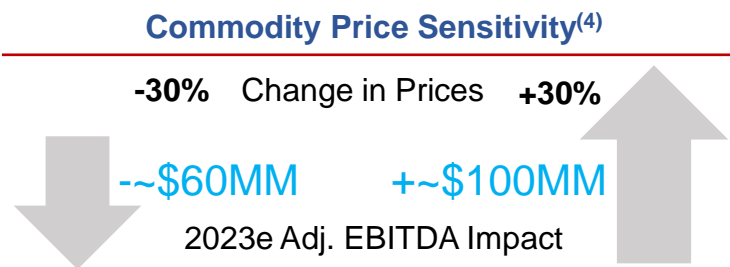 Commodity Price Sensitivity(4)
-30% Change in Prices +30%
-~$60MM +~$100MM
2023e Adj. EBITDA Impact